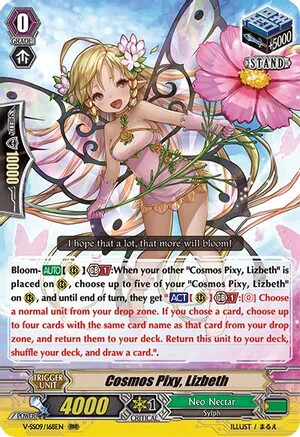 0
GRADE
+5000
STAND
10000
SHIELD
I hope that a lot, that more will bloom!
Bloom-AUTO[ ][CB1]:When your other "Cosmos Pixy, Lizbeth" is
placed on , choose up to five of your "Cosmos Pixy, Lizbeth"
on , and until end of turn, they get "ACT[ ][CB1]: Choose
a normal unit from your drop zone. If you chose a card, choose up
to four cards with the same card name as that card from your drop
zone, and return them to your deck. Return this unit to your deck,
shuffle your deck, and draw a card.".
TRIGGER
UNIT
Cosmos Pixy, Lizbeth
POWER
4000
1
CRITICAL
Neo Nectar
Sylph
V-SS09/168EN RRR
ILLUST / まるえ